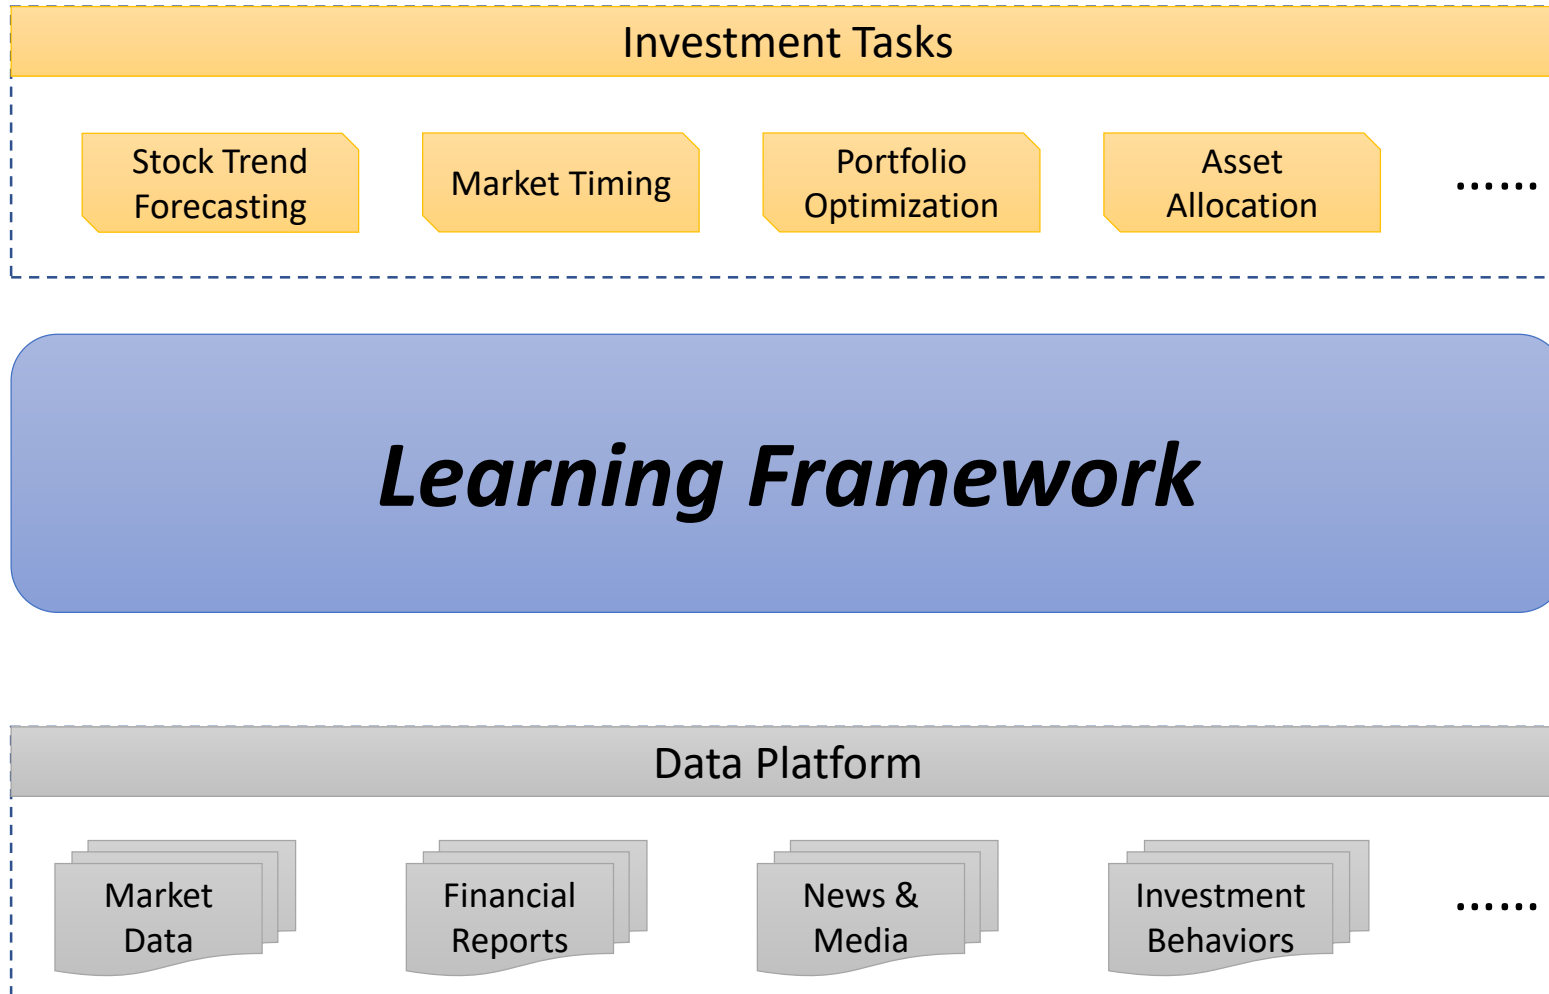 Investment Tasks
Stock Trend
Forecasting
Market Timing
Portfolio
Optimization
Asset
Allocation
......
Learning Framework
Data Platform
Market
Data
Financial
Reports
News &
Media
Investment
Behaviors
......